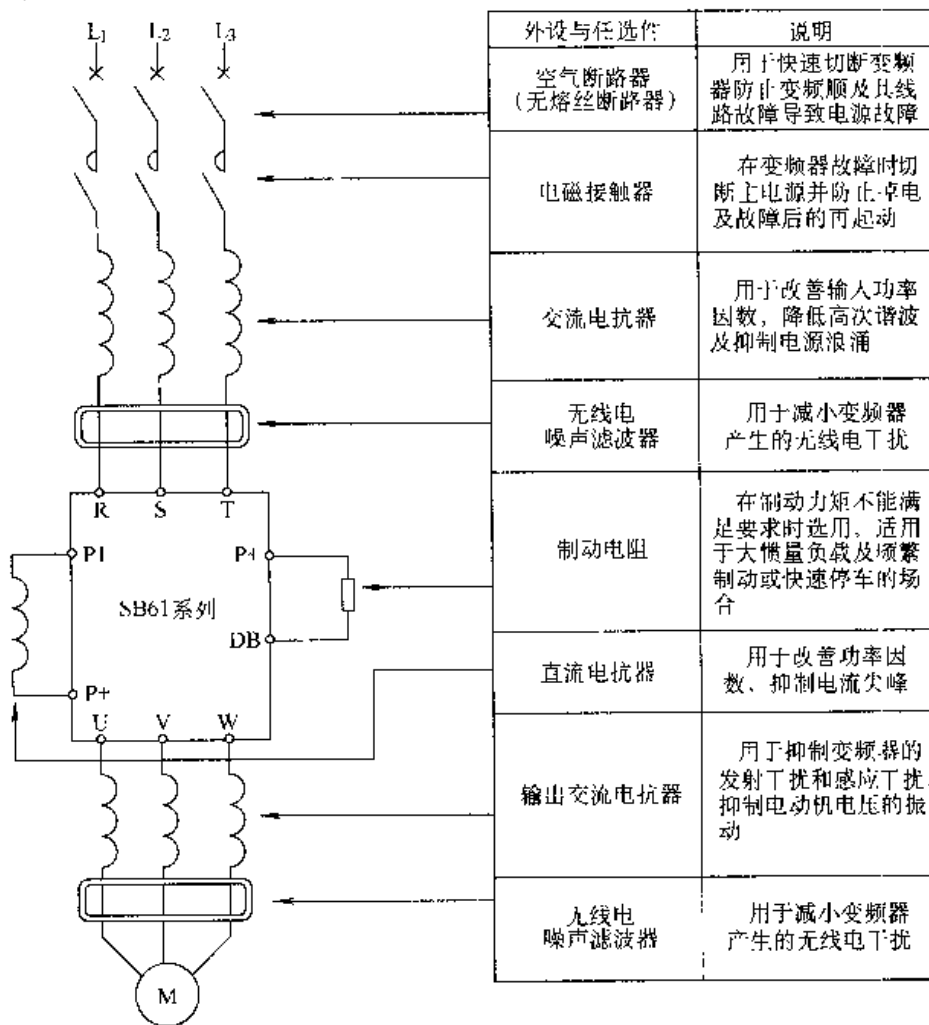 L1 L2 L3
R S T
P1 P+
SB61系列
DB
P+
U V W
M
外设与任选件 说明
空气断路器
(无熔丝断路器)
用于快速切断变频
器防止变频顺及其线
路故障导致电源故障
电磁接触器
在变频器故障时切
断主电源并防止掉电
及故障后的再起动
交流电抗器
用于改善输入功率
因数，降低高次谐波
及抑制电源浪涌
无线电
噪声滤波器
用于减小变频器
产生的无线电干扰
制动电阻
在制动力矩不能满
足要求时选用，适用
于大惯量负载及频繁
制动或快速停车的场
合
直流电抗器
用于改善功率因
数、抑制电流尖峰
输出交流电抗器
用于抑制变频器的
发射干扰和感应干扰，
抑制电动机电压的振
动
无线电
噪声滤波器
用于减小变频器
产生的无线电干扰